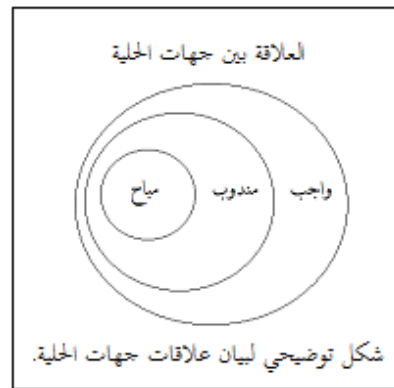 العلاقة بين جهات الحلية
واجب مندوب مباح
شكل توضيحي لبيان علاقات جهات الحلية.